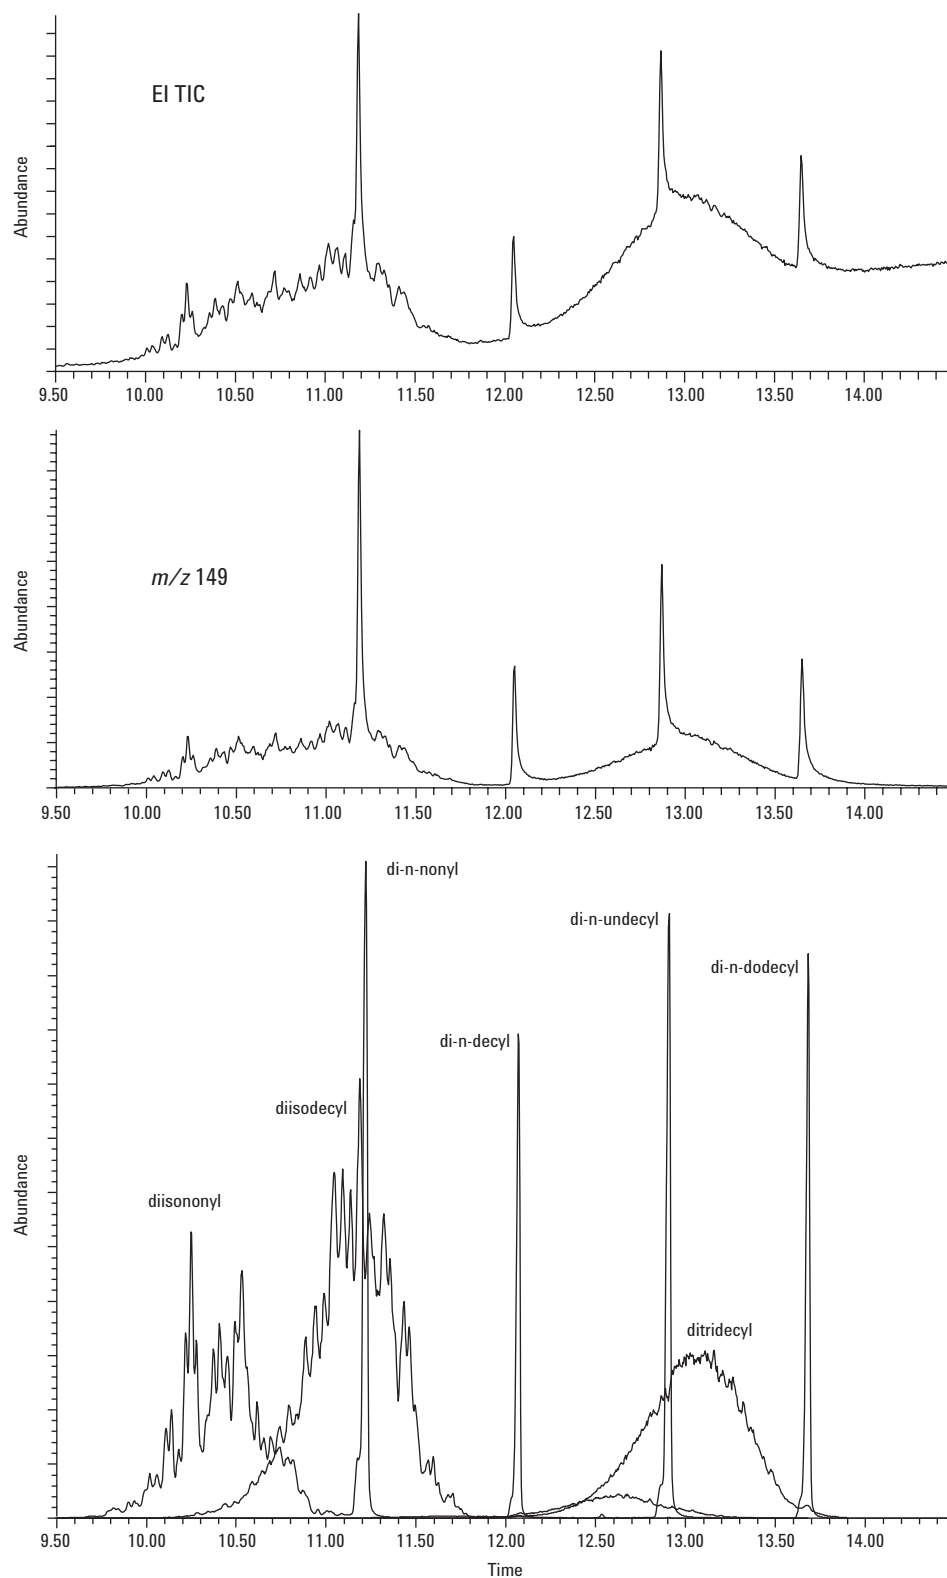 EI TIC
Abundance
9.50 10.00 10.50 11.00 11.50 12.00 12.50 13.00 13.50 14.00
m/z 149
Abundance
9.50 10.00 10.50 11.00 11.50 12.00 12.50 13.00 13.50 14.00
di-n-nonyl
di-n-undecyl
di-n-dodecyl
di-n-decyl
diisodecyl
diisononyl
ditridecyl
Abundance
9.50 10.00 10.50 11.00 11.50 12.00 12.50 13.00 13.50 14.00
Time